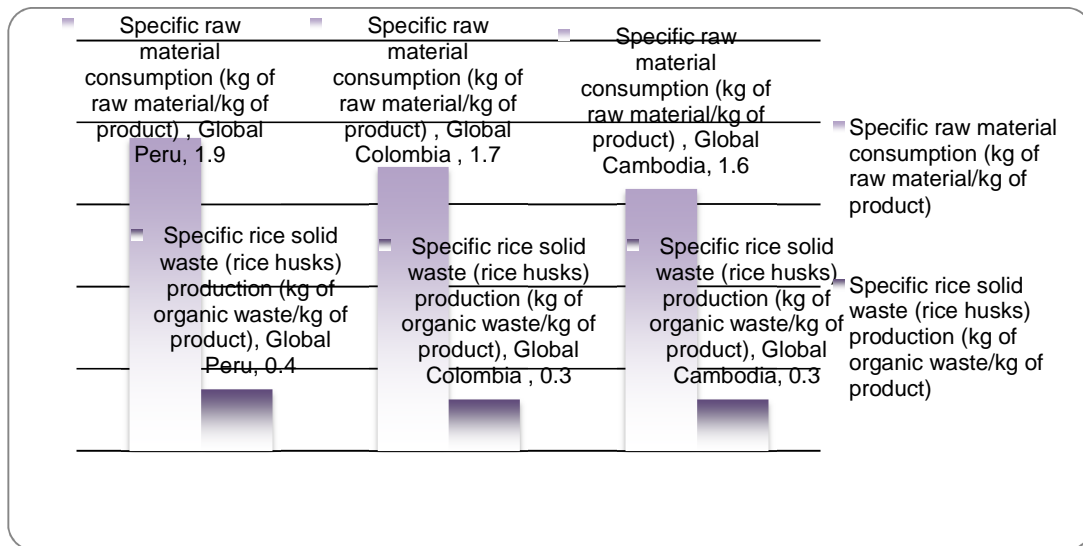 Specific raw
material
consumption (kg of
raw material/kg of
product) , Global
Peru, 1.9
Specific raw
material
consumption (kg of
raw material/kg of
product) , Global
Colombia , 1.7
Specific raw
material
consumption (kg of
raw material/kg of
product) , Global
Cambodia, 1.6
Specific rice solid
waste (rice husks)
production (kg of
organic waste/kg of
product), Global
Peru, 0.4
Specific rice solid
waste (rice husks)
production (kg of
organic waste/kg of
product), Global
Colombia , 0.3
Specific rice solid
waste (rice husks)
production (kg of
organic waste/kg of
product), Global
Cambodia, 0.3
Specific raw material
consumption (kg of
raw material/kg of
product)
Specific rice solid
waste (rice husks)
production (kg of
organic waste/kg of
product)